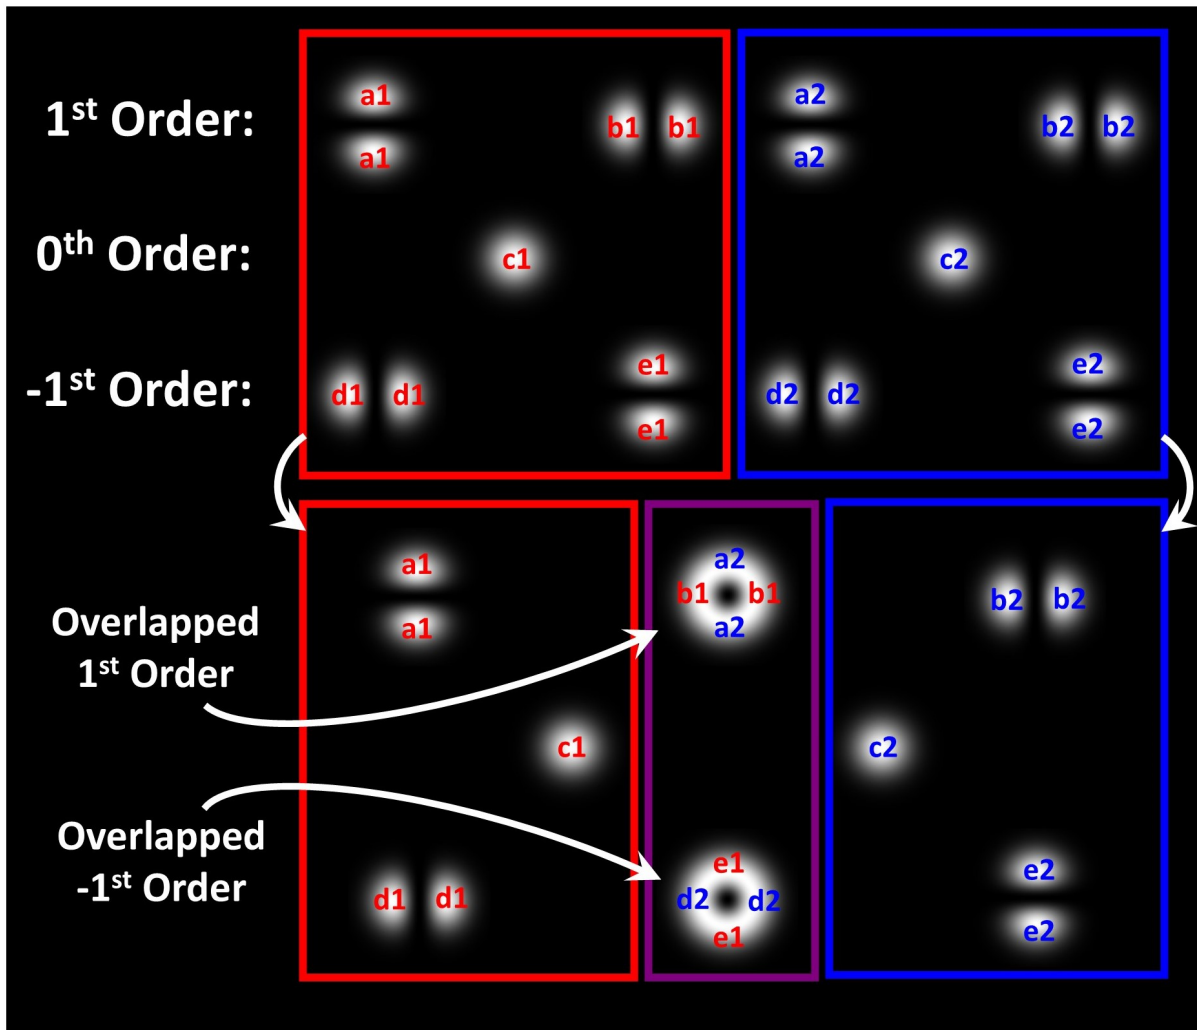 a1 a2
1st Order: b1 b1 b2 b2
a1 a2
0th Order: c1 c2
e1 e2
-1st Order: d1 d1 d2 d2
e1 e2
a1 a2
b1 b1 b2 b2
Overlapped a1 a2
1st Order
c1 c2
Overlapped
-1st Order
e1 e2
d1 d1 d2 d2
e1 e2